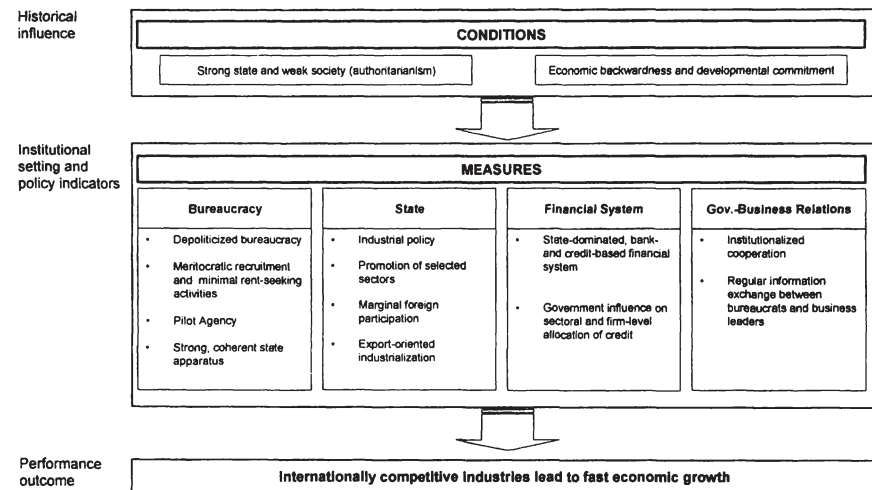 Historical
influence
CONDITIONS
Strong state and weak society (authoritarianism)
Economic backwardness and developmental commitment
Institutional
setting and
policy indicators
MEASURES
Bureaucracy
• Depoliticized bureaucracy
• Meritocratic recruitment
and minimal rent-seeking
activities
• Pilot Agency
• Strong, coherent state
apparatus
State
• Industrial policy
• Promotion of selected
sectors
• Marginal foreign
participation
• Export-oriented
industrialization
Financial System
• State-dominated, bank-
and credit-based financial
system
• Government influence on
sectoral and firm-level
allocation of credit
Gov.-Business Relations
• Institutionalized
cooperation
• Regular information
exchange between
bureaucrats and business
leaders
Performance
outcome
Internationally competitive industries lead to fast economic growth